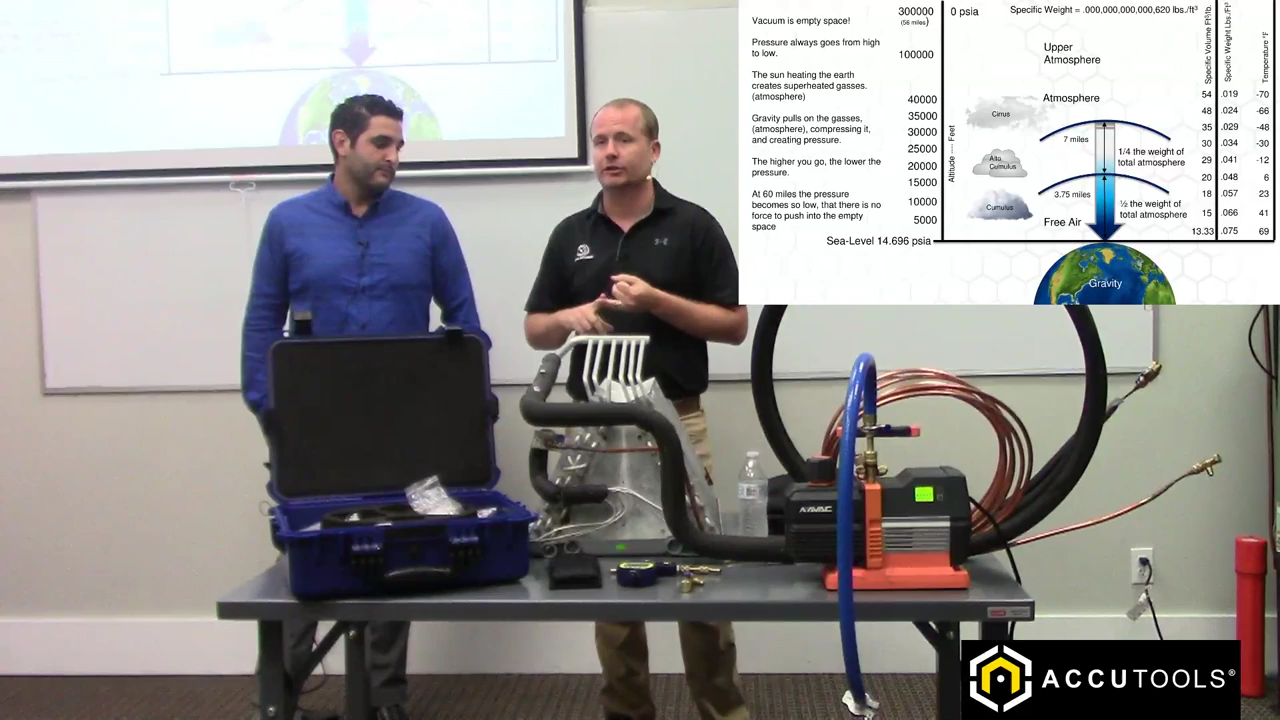 Vacuum is empty space!
Pressure always goes from high
to low.
The sun heating the earth
creates superheated gasses.
(atmosphere)
Gravity pulls on the gasses,
(atmosphere), compressing it,
and creating pressure.
The higher you go, the lower the
pressure.
At 60 miles the pressure
becomes so low, that there is no
force to push into the empty
space
300000
(56 miles)
100000
40000
35000
30000
25000
20000
15000
10000
5000
Sea-Level 14.696 psia
Altitude ---- Feet
0 psia
Specific Weight = .000,000,000,000,620 lbs./ft³
Upper
Atmosphere
Atmosphere
Cirrus
7 miles
1/4 the weight of
total atmosphere
Alto
Cumulus
3.75 miles
½ the weight of
total atmosphere
Cumulus
Free Air
Gravity
Specific Volume Ft³/lb.
Specific Weight Lbs./Ft³
Temperature °F
54 .019 -70
48 .024 -66
35 .029 -48
30 .034 -30
29 .041 -12
20 .048 6
18 .057 23
15 .066 41
13.33 .075 69
NAVAC
ACCUTOOLS®